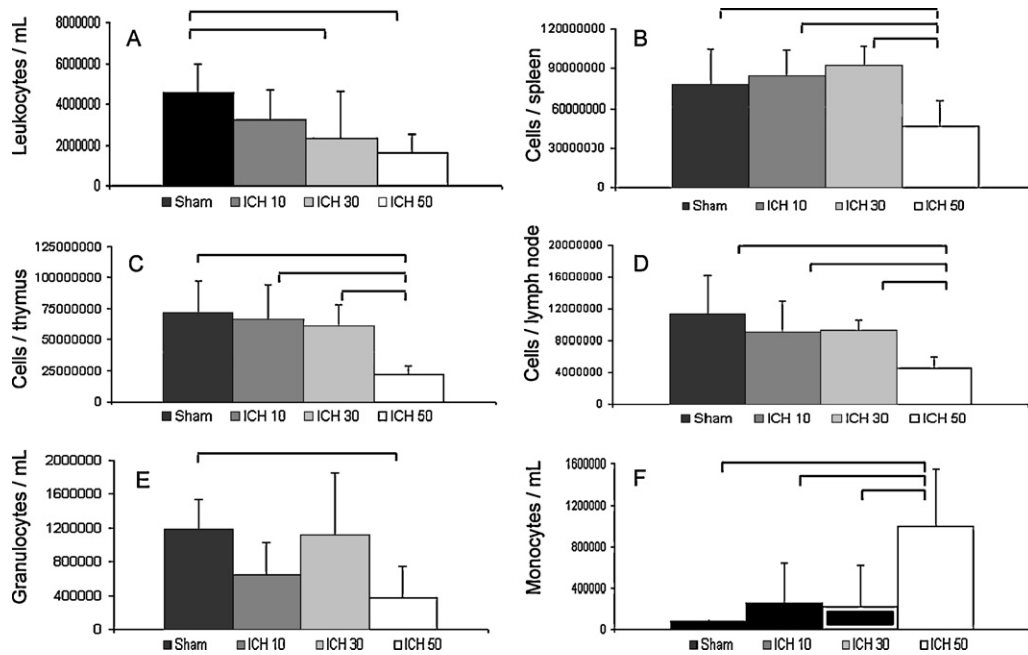 A
Leukocytes / mL
8000000
6000000
4000000
2000000
0
Sham ICH 10 ICH 30 ICH 50
B
Cells / spleen
120000000
90000000
60000000
30000000
0
Sham ICH 10 ICH 30 ICH 50
C
Cells / thymus
125000000
100000000
75000000
50000000
25000000
0
Sham ICH 10 ICH 30 ICH 50
D
Cells / lymph node
20000000
16000000
12000000
8000000
4000000
0
Sham ICH 10 ICH 30 ICH 50
E
Granulocytes / mL
2000000
1600000
1200000
800000
400000
0
Sham ICH 10 ICH 30 ICH 50
F
Monocytes / mL
1600000
1200000
800000
400000
0
Sham ICH 10 ICH 30 ICH 50